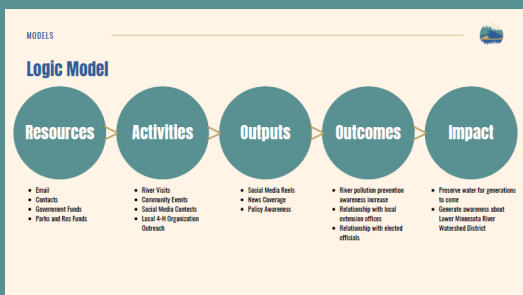 MODELS
Logic Model
Resources
Activities
Outputs
Outcomes
Impact
• Email
• Contacts
• Government Funds
• Parks and Rec Funds
• River Visits
• Community Events
• Social Media Contests
• Local 4-H Organization
Outreach
• Social Media Reels
• News Coverage
• Policy Awareness
• River pollution prevention
awareness increase
• Relationship with local
extension offices
• Relationship with elected
officials
• Preserve water for generations
to come
• Generate awareness about
Lower Minnesota River
Watershed District